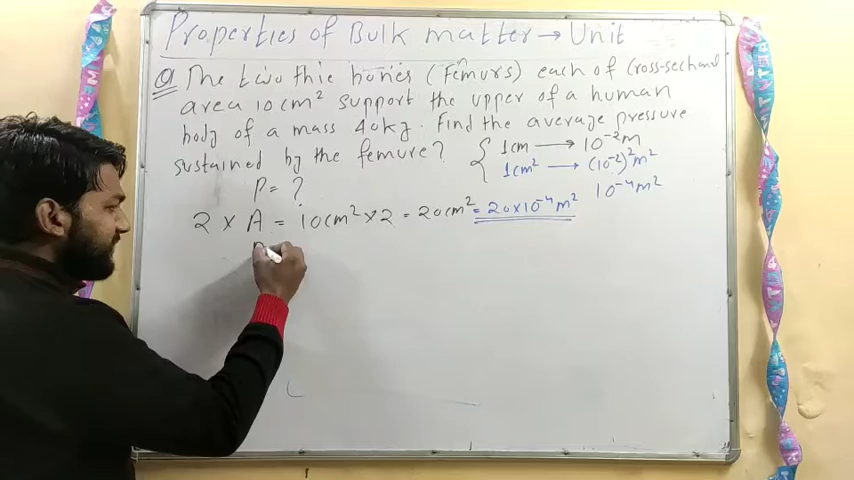 Properties of Bulk matter → Unit
Q The two thie bones (Femurs) each of Cross-sectional
area 10 cm² support the upper of a human
body of a mass 40kg. Find the average pressure
sustained by the femure?
{ 1cm → 10⁻²m
1cm² → (10⁻²)²m²
10⁻⁴m²
P = ?
2 × A = 10cm² × 2 = 20cm² = 20×10⁻⁴m²